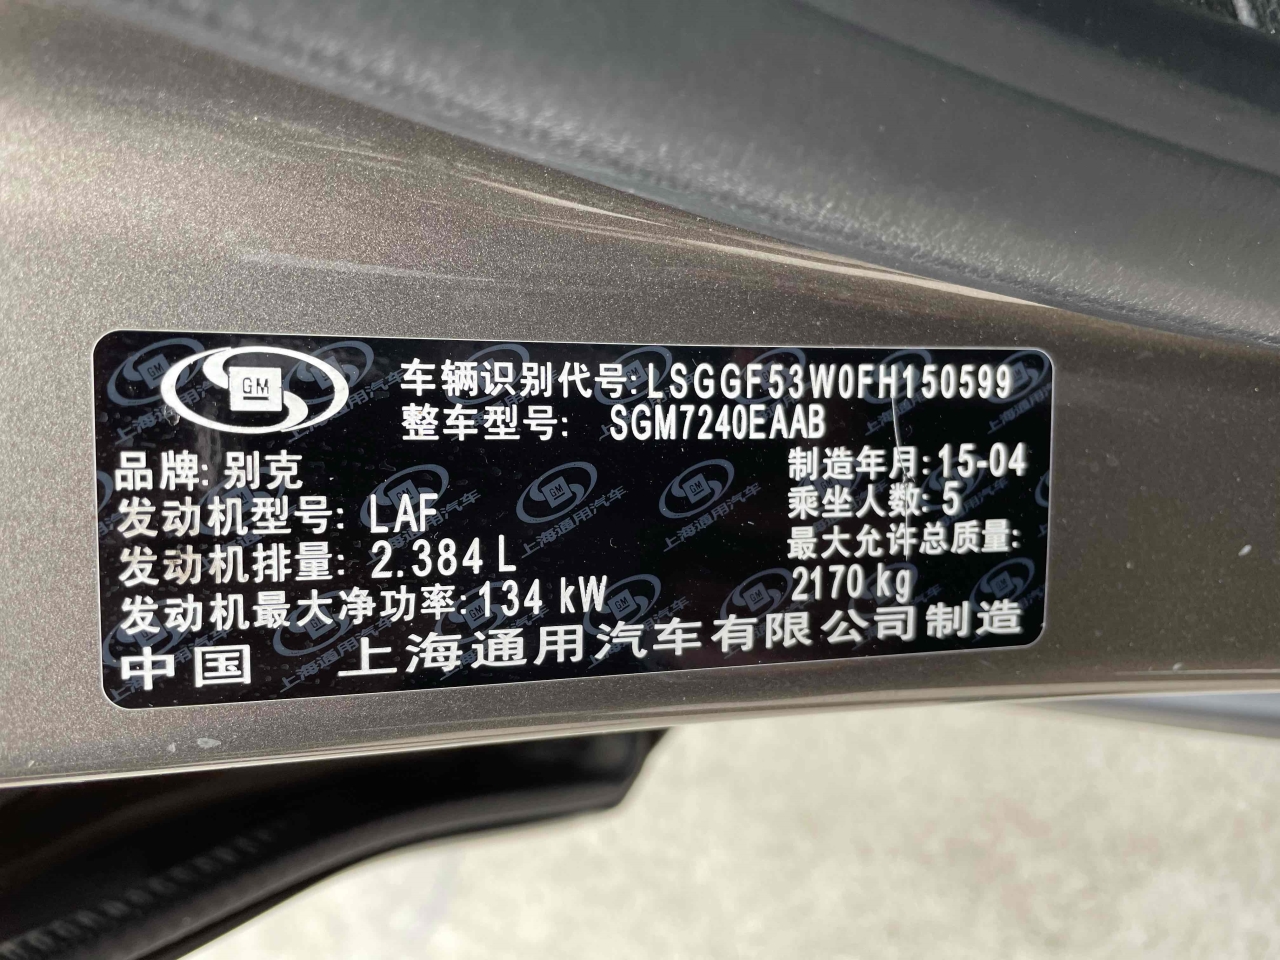 GM
车辆识别代号:LSGGF53W0FH150599
整车型号: SGM7240EAAB
品牌:别克
制造年月:15-04
发动机型号: LAF
乘坐人数:5
发动机排量: 2.384 L
最大允许总质量:
2170 kg
发动机最大净功率:134 kW
中国 上海通用汽车有限公司制造